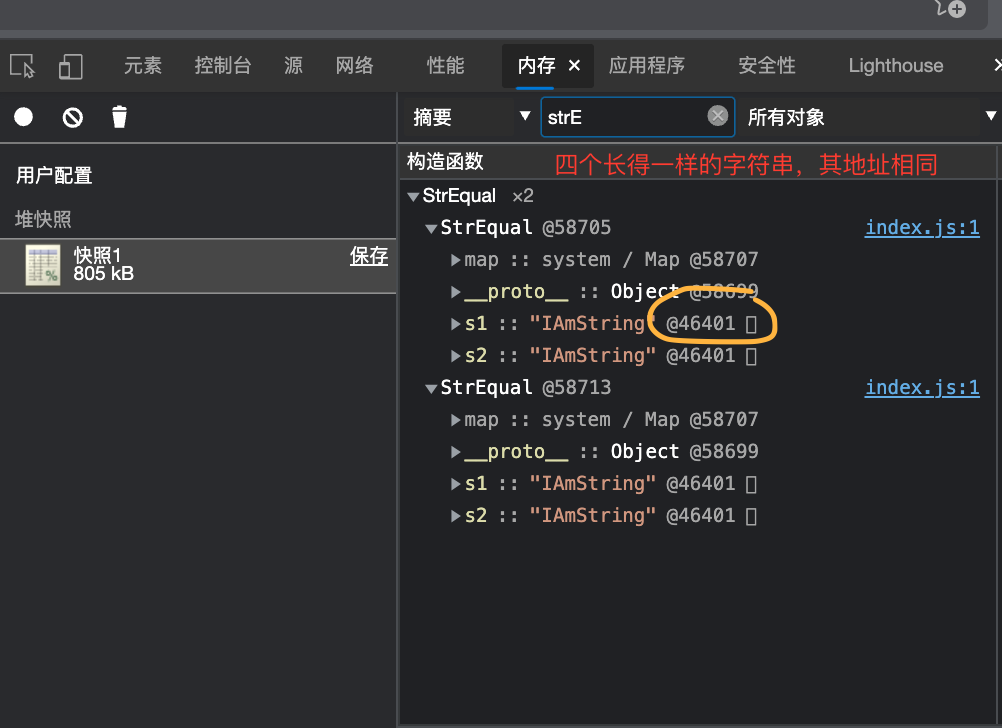 元素 控制台 源 网络 性能 内存 × 应用程序 安全性 Lighthouse
摘要 ▼ strE 所有对象 ▼
用户配置
堆快照
快照1 保存
805 kB
构造函数 四个长得一样的字符串，其地址相同
▼StrEqual ×2
▼StrEqual @58705 index.js:1
▶map :: system / Map @58707
▶__proto__ :: Object @58699
▶s1 :: "IAmString" @46401 ▯
▶s2 :: "IAmString" @46401 ▯
▼StrEqual @58713 index.js:1
▶map :: system / Map @58707
▶__proto__ :: Object @58699
▶s1 :: "IAmString" @46401 ▯
▶s2 :: "IAmString" @46401 ▯